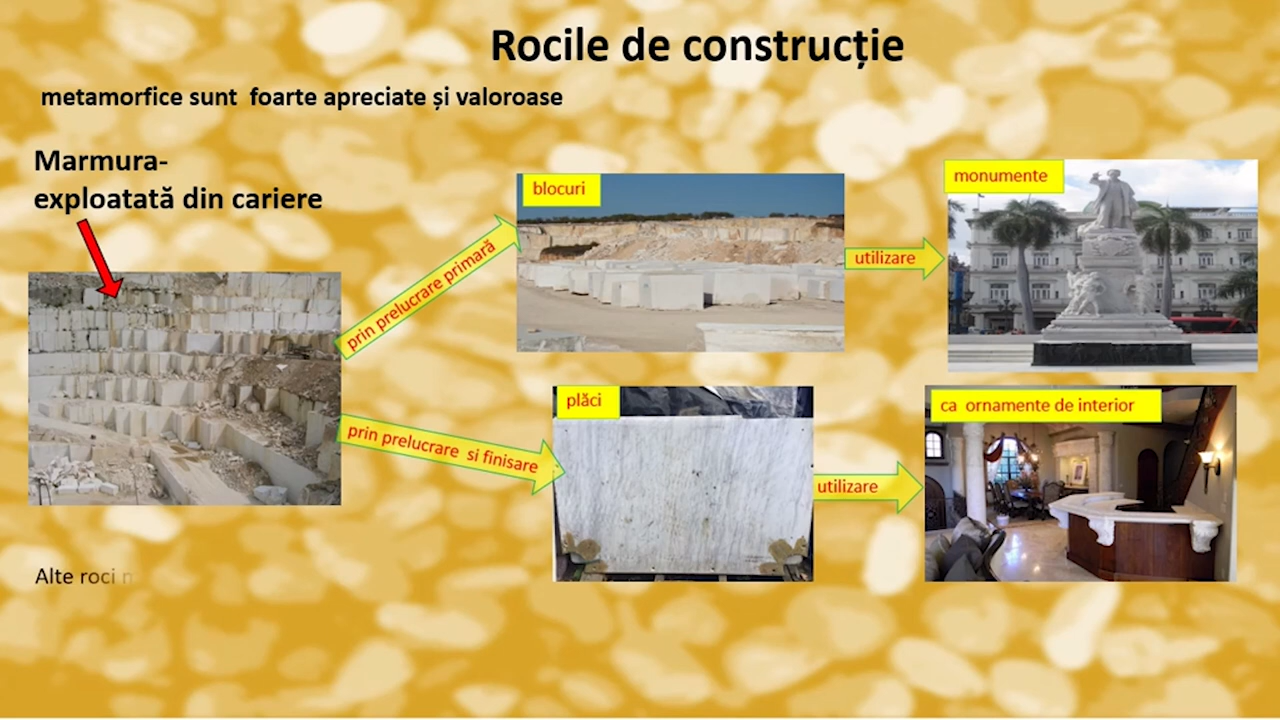 Rocile de construcție
metamorfice sunt foarte apreciate și valoroase
Marmura-
exploatată din cariere
prin prelucrare primară
blocuri
utilizare
monumente
prin prelucrare si finisare
plăci
utilizare
ca ornamente de interior
Alte roci